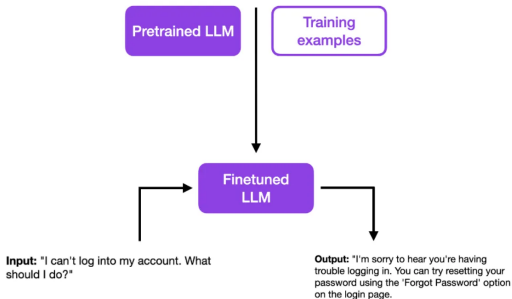 Pretrained LLM
Training
examples
Finetuned
LLM
Input: "I can't log into my account. What
should I do?"
Output: "I'm sorry to hear you're having
trouble logging in. You can try resetting your
password using the 'Forgot Password' option
on the login page.